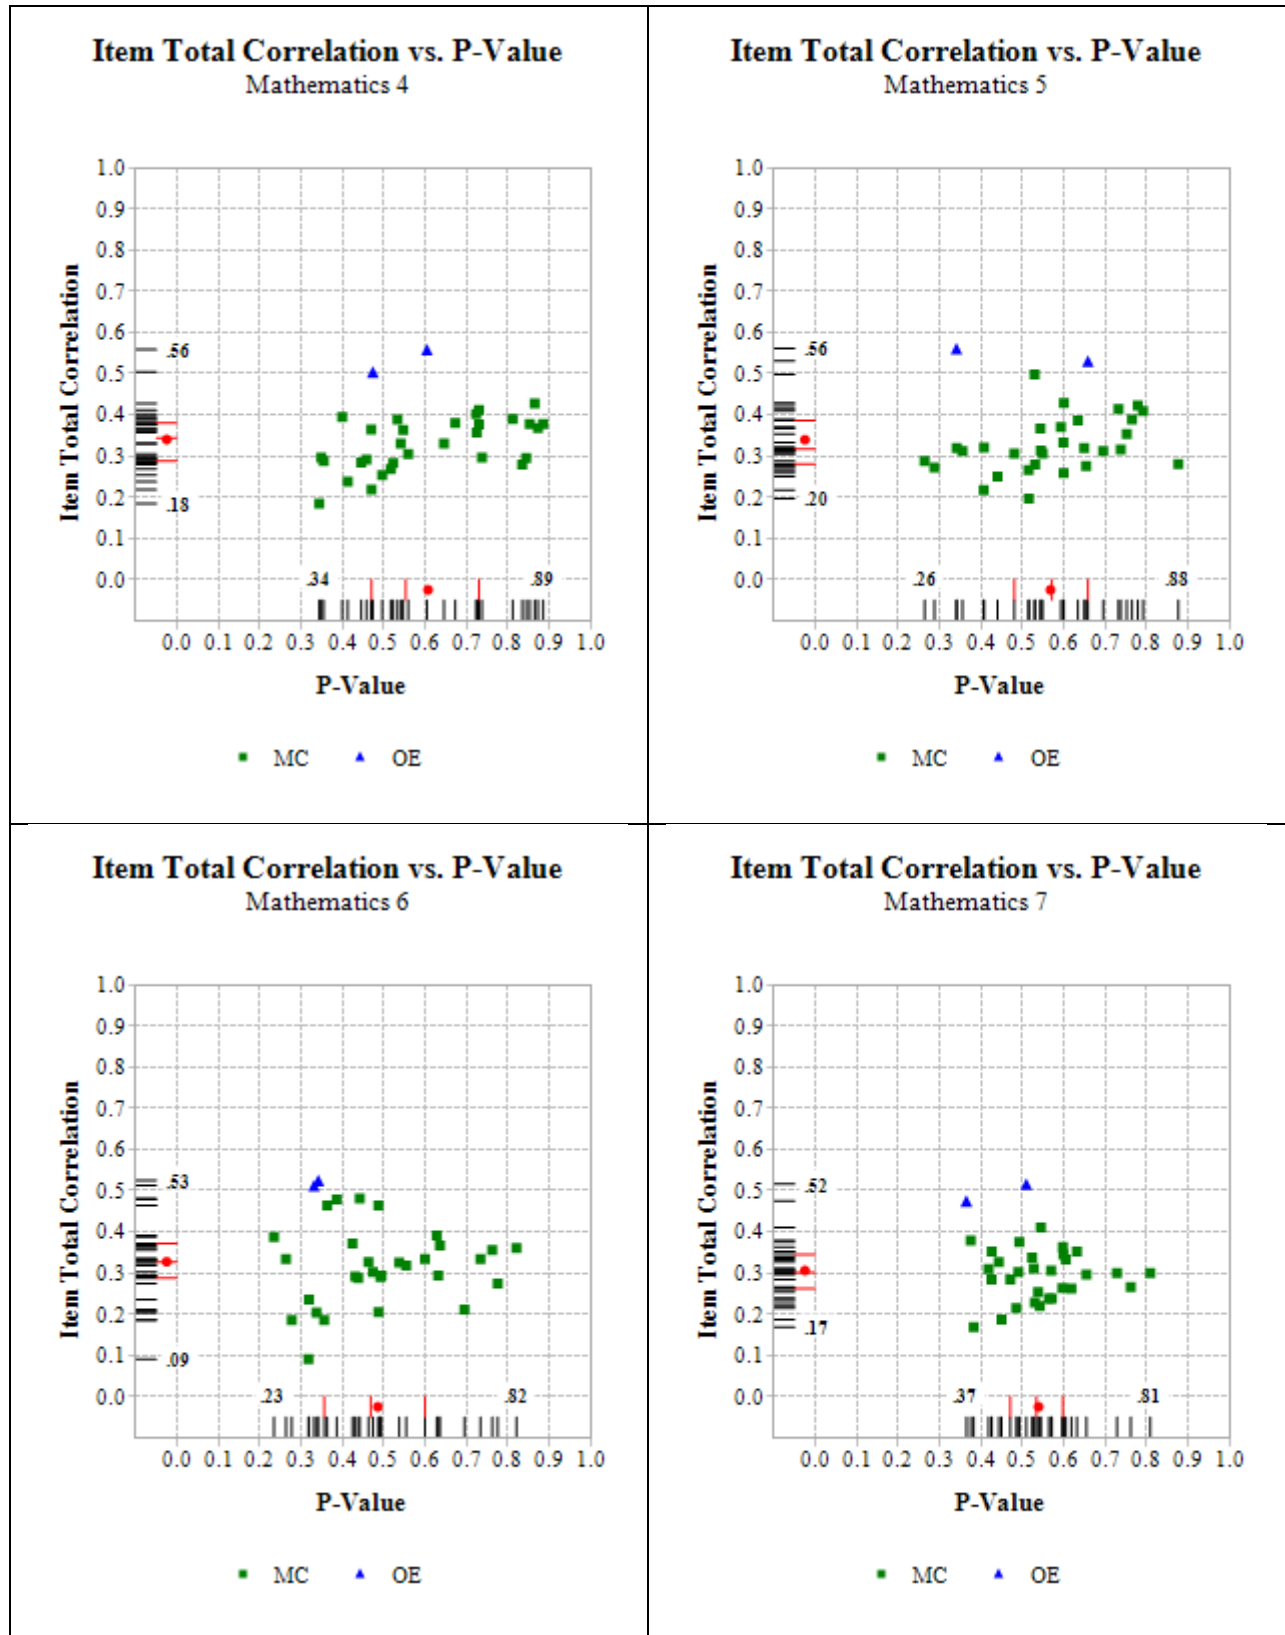 Item Total Correlation vs. P-Value
Mathematics 4
Item Total Correlation
1.0
0.9
0.8
0.7
0.6
0.5
0.4
0.3
0.2
0.1
0.0
.56
.18
.34
.89
0.0 0.1 0.2 0.3 0.4 0.5 0.6 0.7 0.8 0.9 1.0
P-Value
MC OE
Item Total Correlation vs. P-Value
Mathematics 5
Item Total Correlation
1.0
0.9
0.8
0.7
0.6
0.5
0.4
0.3
0.2
0.1
0.0
.56
.20
.26
.88
0.0 0.1 0.2 0.3 0.4 0.5 0.6 0.7 0.8 0.9 1.0
P-Value
MC OE
Item Total Correlation vs. P-Value
Mathematics 6
Item Total Correlation
1.0
0.9
0.8
0.7
0.6
0.5
0.4
0.3
0.2
0.1
0.0
.53
.09
.23
.82
0.0 0.1 0.2 0.3 0.4 0.5 0.6 0.7 0.8 0.9 1.0
P-Value
MC OE
Item Total Correlation vs. P-Value
Mathematics 7
Item Total Correlation
1.0
0.9
0.8
0.7
0.6
0.5
0.4
0.3
0.2
0.1
0.0
.52
.17
.37
.81
0.0 0.1 0.2 0.3 0.4 0.5 0.6 0.7 0.8 0.9 1.0
P-Value
MC OE